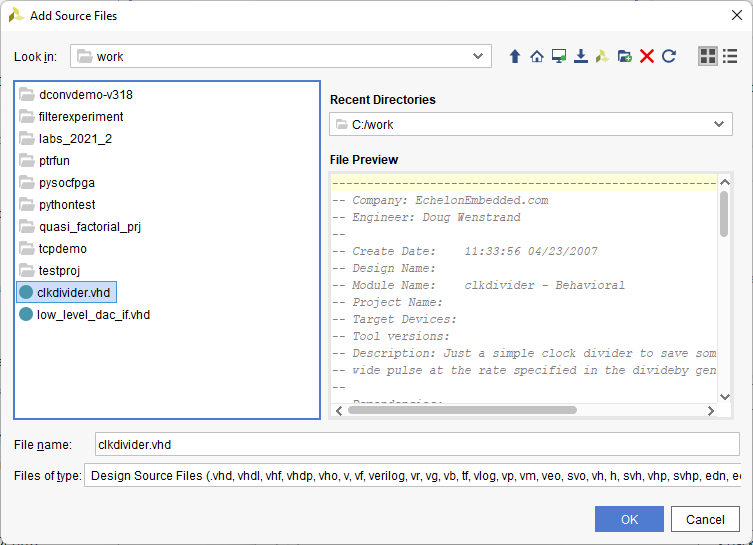 Add Source Files
Look in:
work
dconvdemo-v318
filterexperiment
labs_2021_2
ptrfun
pysocfpga
pythontest
quasi_factorial_prj
tcpdemo
testproj
clkdivider.vhd
low_level_dac_if.vhd
Recent Directories
C:/work
File Preview
--------------------------------------------------------
-- Company: EchelonEmbedded.com
-- Engineer: Doug Wenstrand
--
-- Create Date:    11:33:56 04/23/2007
-- Design Name:
-- Module Name:    clkdivider - Behavioral
-- Project Name:
-- Target Devices:
-- Tool versions:
-- Description: Just a simple clock divider to save som
-- wide pulse at the rate specified in the divideby gen
--
-- Dependencies:
File name:
clkdivider.vhd
Files of type:
Design Source Files (.vhd, vhdl, vhf, vhdp, vho, v, vf, verilog, vr, vg, vb, tf, vlog, vp, vm, veo, svo, vh, h, svh, vhp, svhp, edn, e
OK
Cancel